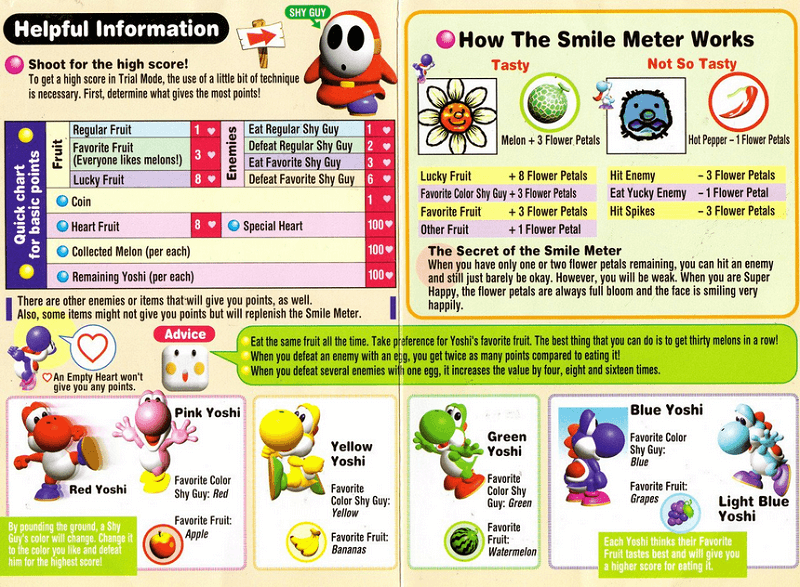 Helpful Information
SHY GUY
Shoot for the high score!
To get a high score in Trial Mode, the use of a little bit of technique
is necessary. First, determine what gives the most points!
Quick chart
for basic points
Fruit
Regular Fruit 1 ♥
Favorite Fruit
(Everyone likes melons!) 3 ♥
Lucky Fruit 8 ♥
Enemies
Eat Regular Shy Guy 1 ♥
Defeat Regular Shy Guy 2 ♥
Eat Favorite Shy Guy 3 ♥
Defeat Favorite Shy Guy 6 ♥
Coin 1 ♥
Heart Fruit 8 ♥
Special Heart 100♥
Collected Melon (per each) 100♥
Remaining Yoshi (per each) 100♥
There are other enemies or items that will give you points, as well.
Also, some items might not give you points but will replenish the Smile Meter.
♡An Empty Heart won't
give you any points.
How The Smile Meter Works
Tasty
Melon + 3 Flower Petals
Not So Tasty
Hot Pepper – 1 Flower Petals
Lucky Fruit + 8 Flower Petals
Favorite Color Shy Guy + 3 Flower Petals
Favorite Fruit + 3 Flower Petals
Other Fruit + 1 Flower Petal
Hit Enemy – 3 Flower Petals
Eat Yucky Enemy – 1 Flower Petal
Hit Spikes – 3 Flower Petals
The Secret of the Smile Meter
When you have only one or two flower petals remaining, you can hit an enemy
and still just barely be okay. However, you will be weak. When you are Super
Happy, the flower petals are always full bloom and the face is smiling very
happily.
Advice
Eat the same fruit all the time. Take preference for Yoshi's favorite fruit. The best thing that you can do is to get thirty melons in a row!
When you defeat an enemy with an egg, you get twice as many points compared to eating it!
When you defeat several enemies with one egg, it increases the value by four, eight and sixteen times.
Red Yoshi
Pink Yoshi
Favorite Color
Shy Guy: Red
Favorite Fruit:
Apple
By pounding the ground, a Shy
Guy's color will change. Change it
to the color you like and defeat
him for the highest score!
Yellow
Yoshi
Favorite
Color Shy Guy:
Yellow
Favorite Fruit:
Bananas
Green
Yoshi
Favorite
Color Shy
Guy: Green
Favorite
Fruit:
Watermelon
Blue Yoshi
Favorite Color
Shy Guy:
Blue
Favorite Fruit:
Grapes
Light Blue
Yoshi
Each Yoshi thinks their Favorite
Fruit tastes best and will give you
a higher score for eating it.